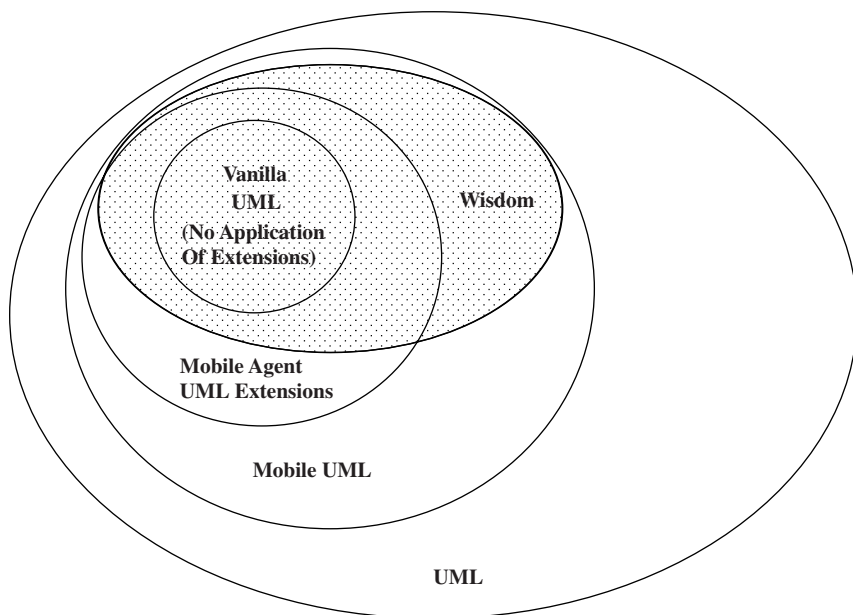 Vanilla
UML
(No Application
Of Extensions)
Wisdom
Mobile Agent
UML Extensions
Mobile UML
UML